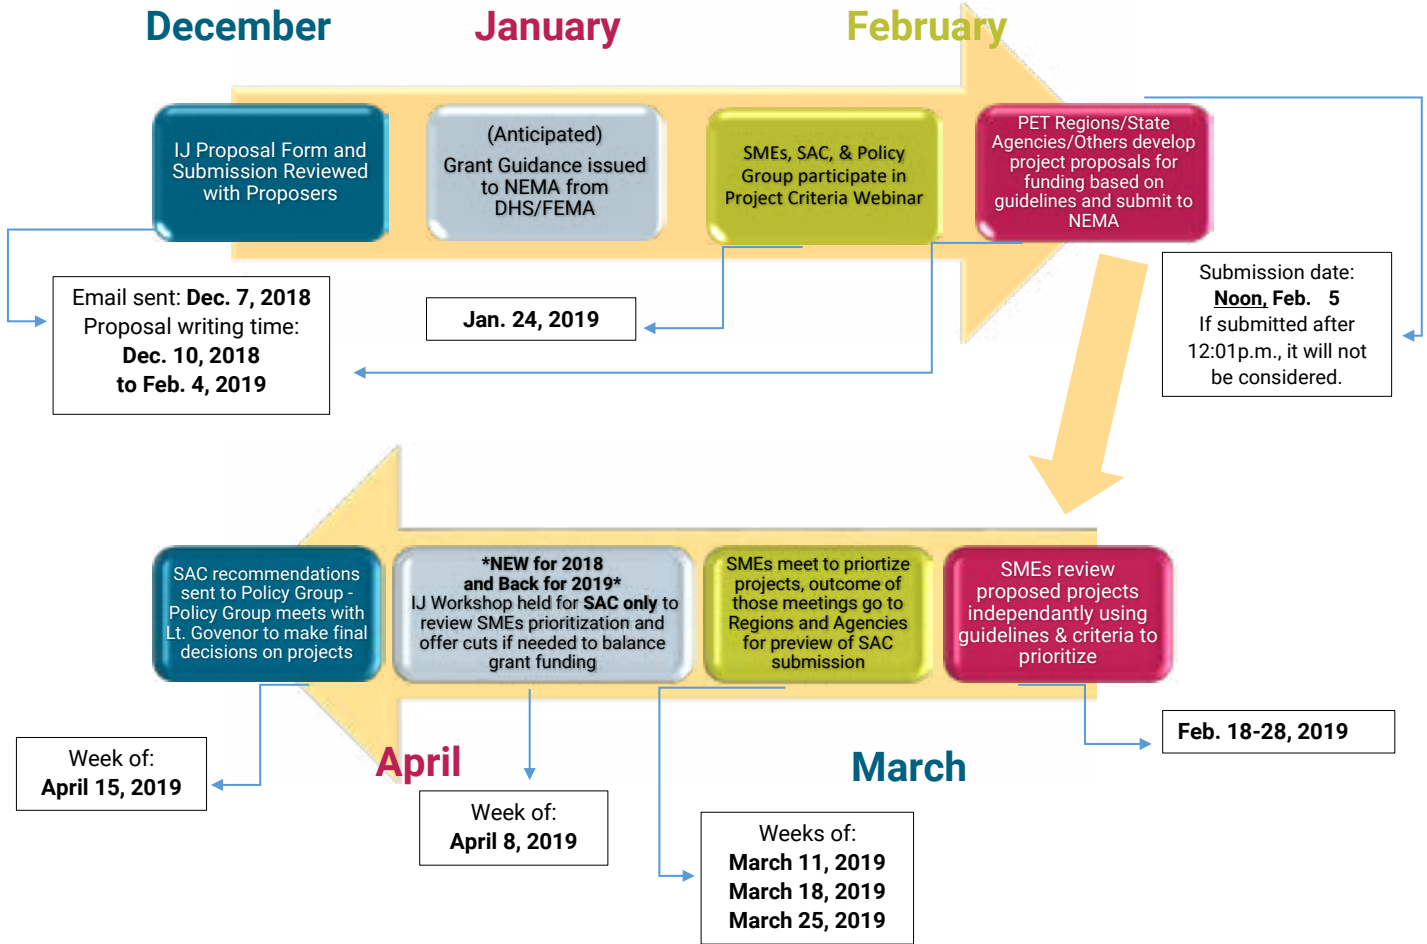 December
January
February
IJ Proposal Form and
Submission Reviewed
with Proposers
(Anticipated)
Grant Guidance issued
to NEMA from
DHS/FEMA
SMEs, SAC, & Policy
Group participate in
Project Criteria Webinar
PET Regions/State
Agencies/Others develop
project proposals for
funding based on
guidelines and submit to
NEMA
Email sent: Dec. 7, 2018
Proposal writing time:
Dec. 10, 2018
to Feb. 4, 2019
Jan. 24, 2019
Submission date:
Noon, Feb. 5
If submitted after
12:01p.m., it will not
be considered.
SAC recommendations
sent to Policy Group -
Policy Group meets with
Lt. Govenor to make final
decisions on projects
*NEW for 2018
and Back for 2019*
IJ Workshop held for SAC only to
review SMEs prioritization and
offer cuts if needed to balance
grant funding
SMEs meet to priortize
projects, outcome of
those meetings go to
Regions and Agencies
for preview of SAC
submission
SMEs review
proposed projects
independantly using
guidelines & criteria to
prioritize
Week of:
April 15, 2019
April
Week of:
April 8, 2019
March
Weeks of:
March 11, 2019
March 18, 2019
March 25, 2019
Feb. 18-28, 2019